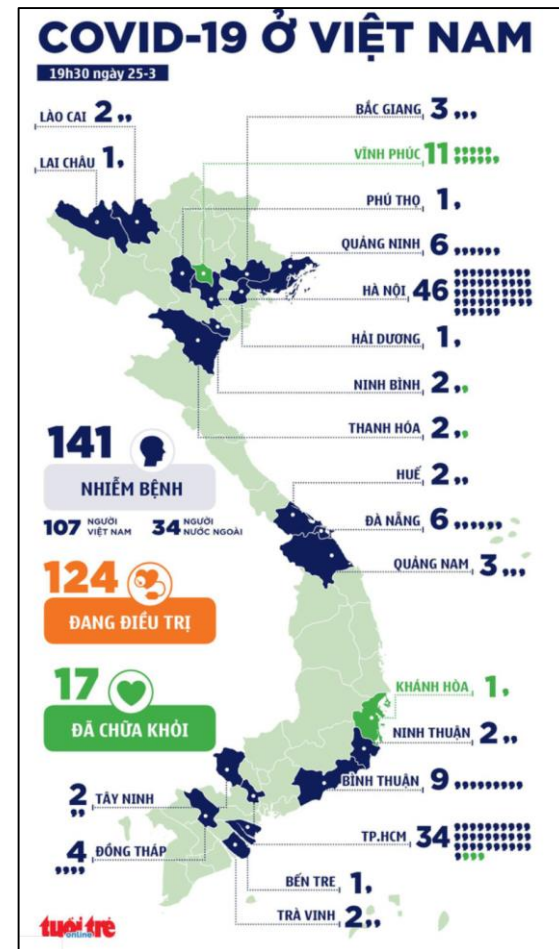 COVID-19 Ở VIỆT NAM
19h30 ngày 25-3
LÀO CAI 2
LAI CHÂU 1
BẮC GIANG 3
VĨNH PHÚC 11
PHÚ THỌ 1
QUẢNG NINH 6
HÀ NỘI 46
HẢI DƯƠNG 1
NINH BÌNH 2
THANH HÓA 2
141
NHIỄM BỆNH
107 NGƯỜI VIỆT NAM 34 NGƯỜI NƯỚC NGOÀI
124
ĐANG ĐIỀU TRỊ
17
ĐÃ CHỮA KHỎI
HUẾ 2
ĐÀ NẴNG 6
QUẢNG NAM 3
KHÁNH HÒA 1
NINH THUẬN 2
BÌNH THUẬN 9
TP.HCM 34
2 TÂY NINH
4 ĐỒNG THÁP
BẾN TRE 1
TRÀ VINH 2
tuổi trẻ
online